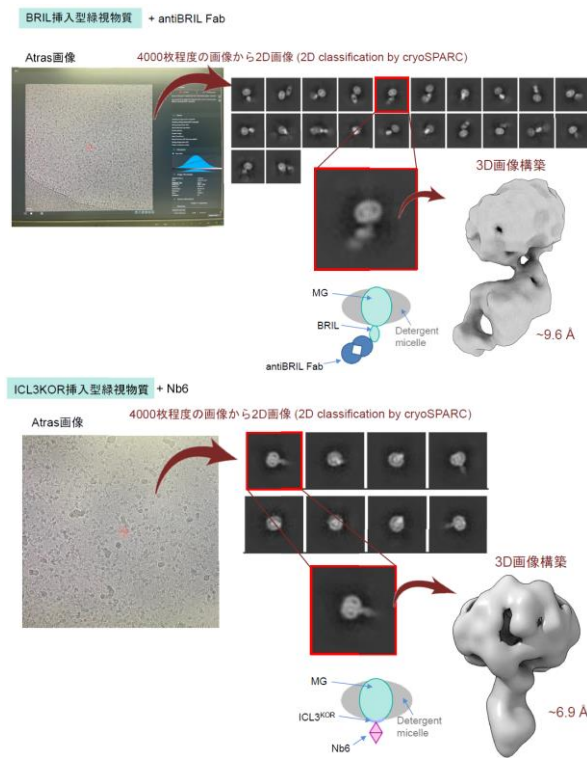 BRIL挿入型緑視物質 + antiBRIL Fab
Atras画像
4000枚程度の画像から2D画像 (2D classification by cryoSPARC)
3D画像構築
MG
BRIL
Detergent
micelle
antiBRIL Fab
~9.6 Å
ICL3KOR挿入型緑視物質 + Nb6
4000枚程度の画像から2D画像 (2D classification by cryoSPARC)
Atras画像
3D画像構築
MG
ICL3KOR
Detergent
micelle
Nb6
~6.9 Å